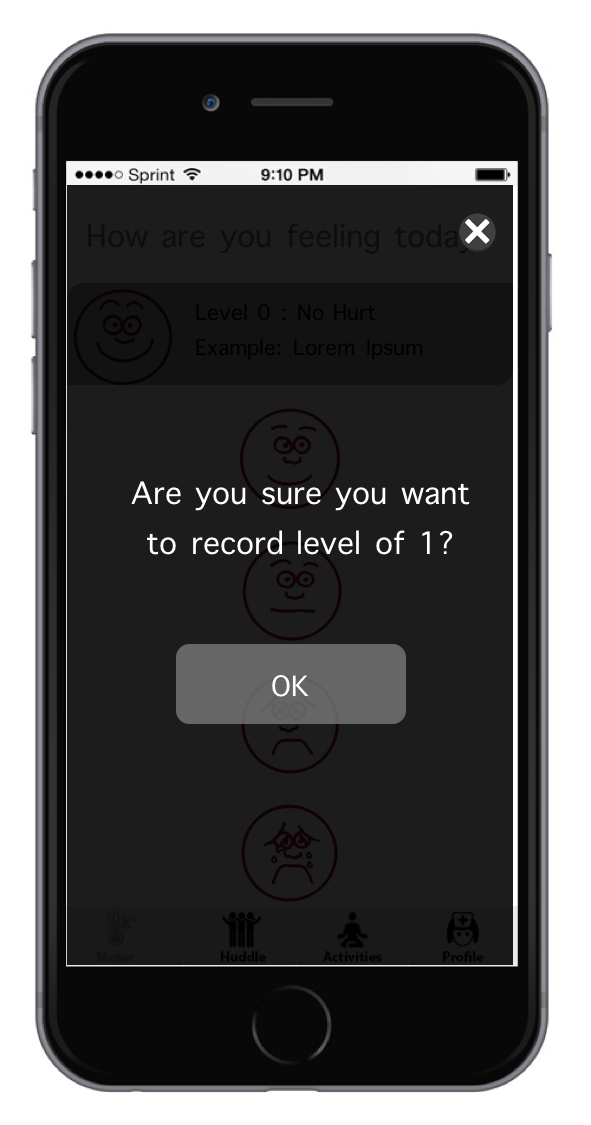 Sprint 9:10 PM
How are you feeling today
Level 0 : No Hurt
Example: Lorem Ipsum
Are you sure you want
to record level of 1?
OK
K°
Meter Huddle Activities Profile